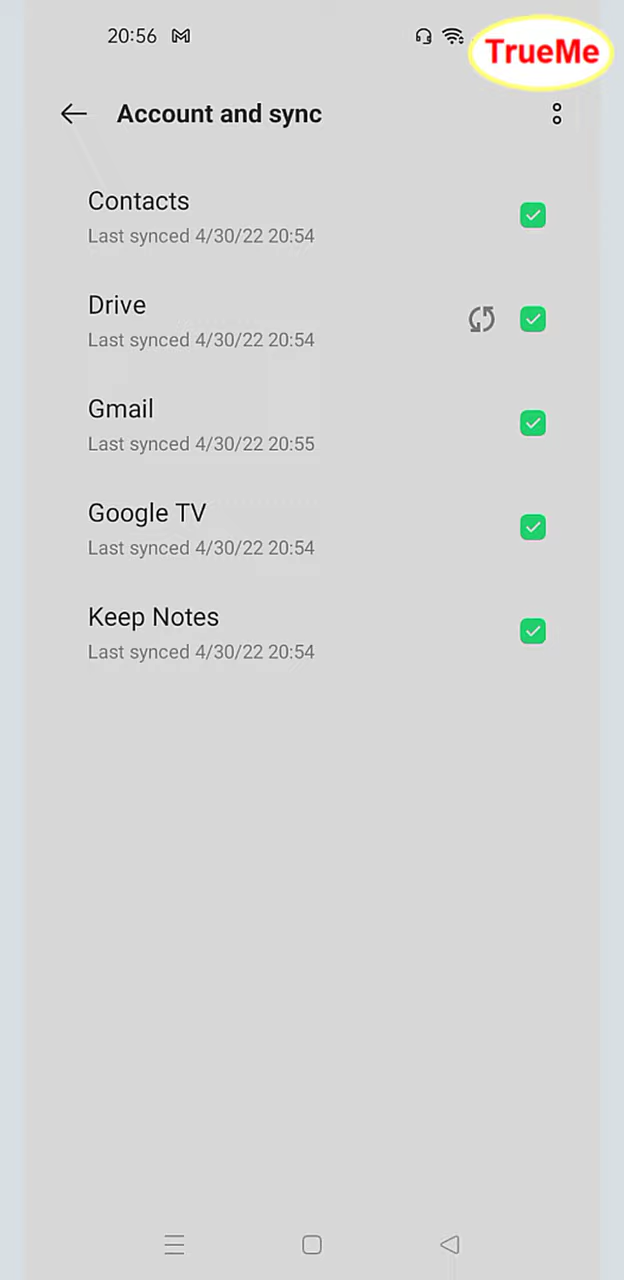 20:56
TrueMe
Account and sync
Contacts
Last synced 4/30/22 20:54
Drive
Last synced 4/30/22 20:54
Gmail
Last synced 4/30/22 20:55
Google TV
Last synced 4/30/22 20:54
Keep Notes
Last synced 4/30/22 20:54